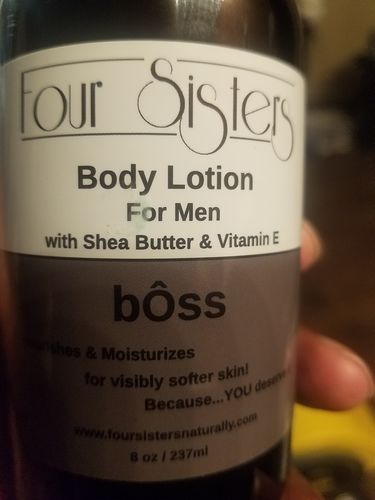 Four Sisters
Body Lotion
For Men
with Shea Butter & Vitamin E
bÔss
& Moisturizes
for visibly softer skin!
Because...YOU
www.foursistersnaturally.com
8 oz / 237ml